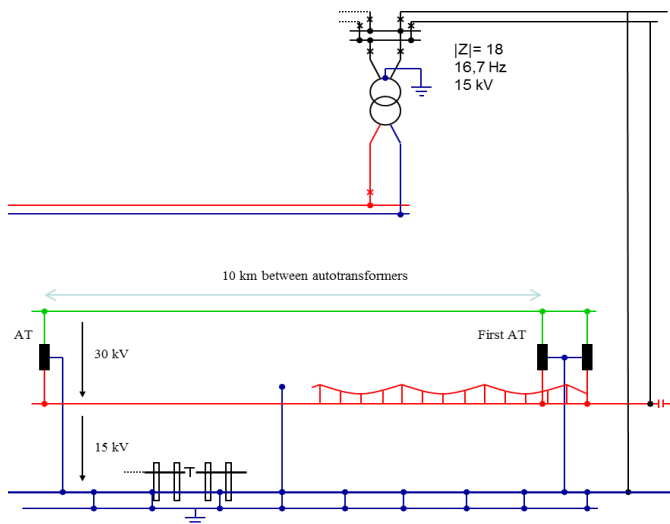 |Z|= 18
16,7 Hz
15 kV
10 km between autotransformers
AT
First AT
30 kV
15 kV
T